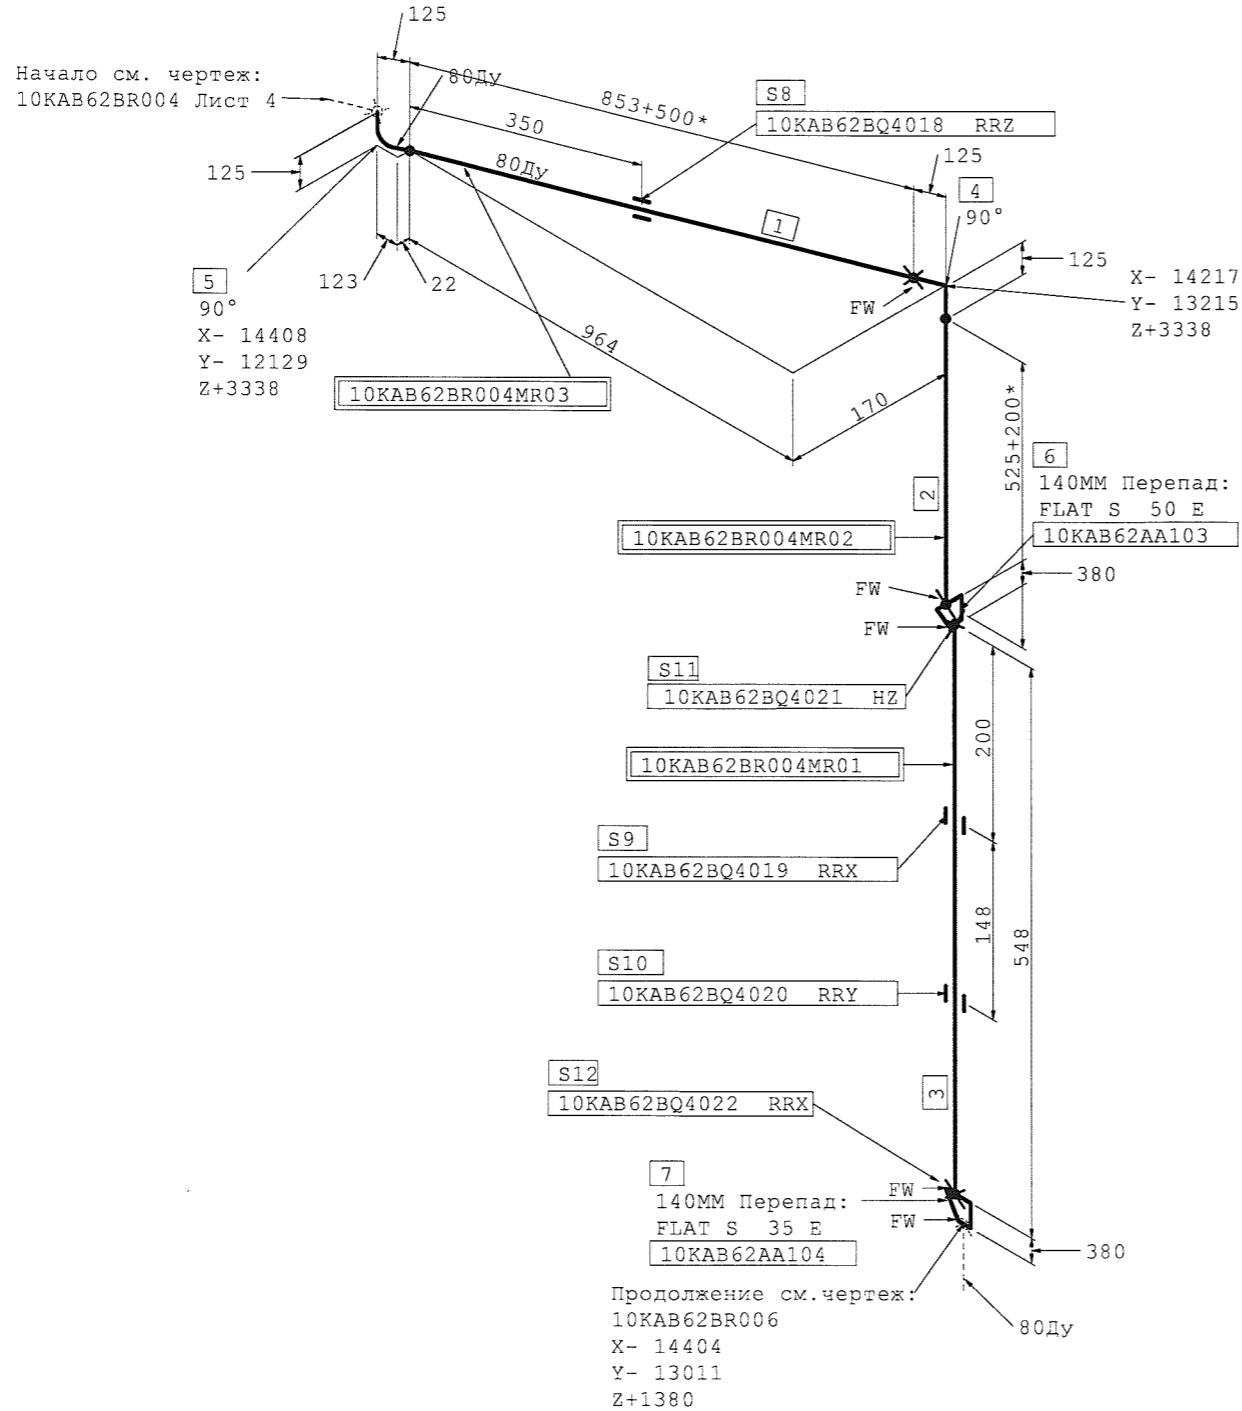 125
Начало см. чертеж:
10KAB62BR004 Лист 4
80Ду
853+500*
S8
10KAB62BQ4018 RRZ
350
125
80Ду
125
4
90°
1
5
90°
X- 14408
Y- 12129
Z+3338
123
22
FW
125
X- 14217
Y- 13215
Z+3338
964
10KAB62BR004MR03
170
525+200*
6
140ММ Перепад:
FLAT S 50 E
10KAB62AA103
2
10KAB62BR004MR02
380
FW
FW
S11
10KAB62BQ4021 HZ
200
10KAB62BR004MR01
S9
10KAB62BQ4019 RRX
148
548
S10
10KAB62BQ4020 RRY
S12
10KAB62BQ4022 RRX
3
7
140ММ Перепад:
FLAT S 35 E
10KAB62AA104
FW
FW
380
Продолжение см.чертеж:
10KAB62BR006
X- 14404
Y- 13011
Z+1380
80Ду